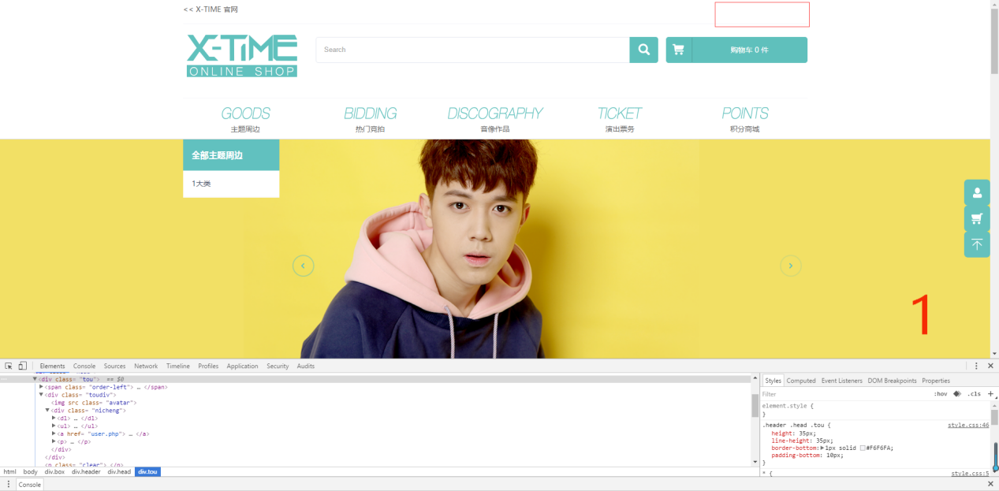 << X-TIME 官网
X-TiME
ONLINE SHOP
Search
购物车 0 件
GOODS
主题周边
BIDDING
热门竞拍
DISCOGRAPHY
音像作品
TICKET
演出票务
POINTS
积分商城
全部主题周边
1大类
1
Elements Console Sources Network Timeline Profiles Application Security Audits
<div class= "tou"> == $0
<span class= "order-left"> … </span>
<div class= "toudiv">
<img src class= "avatar">
<div class= "nicheng">
<dl> … </dl>
<ul> … </ul>
<a href= "user.php"> … </a>
<p> … </p>
</div>
</div>
<p class= "clear"> </p>
html body div.box div.header div.head div.tou
Console
Styles Computed Event Listeners DOM Breakpoints Properties
Filter :hov .cls +
element.style {
}
.header .head .tou { style.css:46
height: 35px;
line-height: 35px;
border-bottom: 1px solid #F6F6FA;
padding-bottom: 10px;
}
* { style.css:5